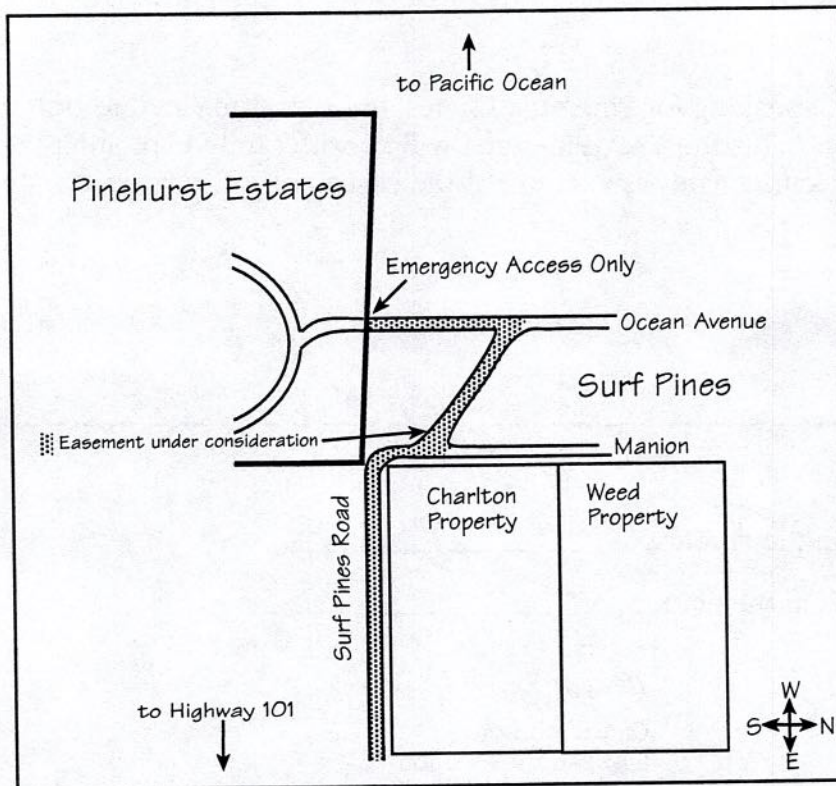 to Pacific Ocean
Pinehurst Estates
Emergency Access Only
Ocean Avenue
Surf Pines
Easement under consideration
Manion
Charlton
Property
Weed
Property
Surf Pines Road
to Highway 101
W
S
N
E